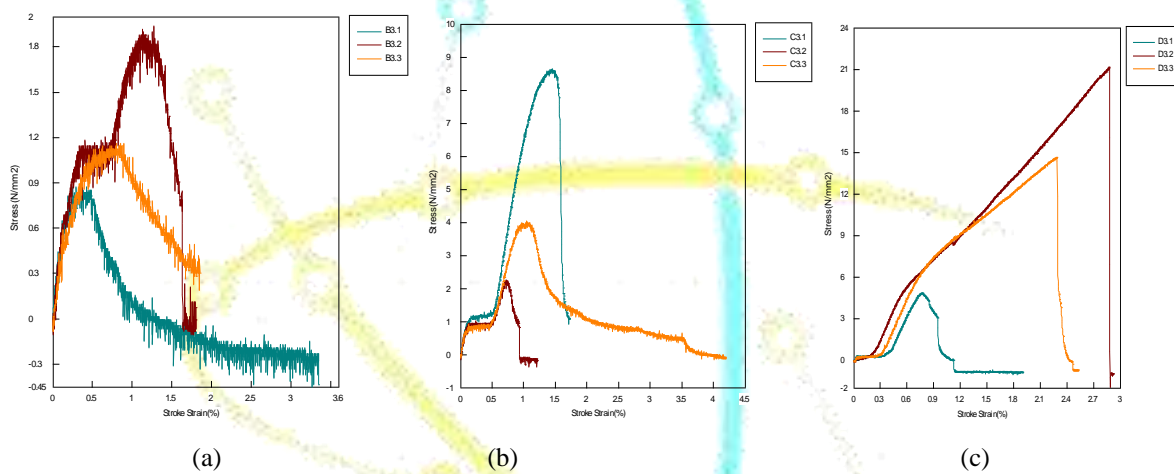 2
1.8
1.5
1.2
0.9
0.6
0.3
0
-0.3
-0.45
0 0.5 1 1.5 2 2.5 3 3.6
Stress(N/mm2)
Stroke Strain(%)
B3.1
B3.2
B3.3
(a)
10
9
8
7
6
5
4
3
2
1
0
-1
0 0.5 1 1.5 2 2.5 3 3.5 4 4.5
Stress(N/mm2)
Stroke Strain(%)
C3.1
C3.2
C3.3
(b)
24
21
18
15
12
9
6
3
0
-2
0 0.3 0.6 0.9 1.2 1.5 1.8 2.1 2.4 2.7 3
Stress(N/mm2)
Stroke Strain(%)
D3.1
D3.2
D3.3
(c)